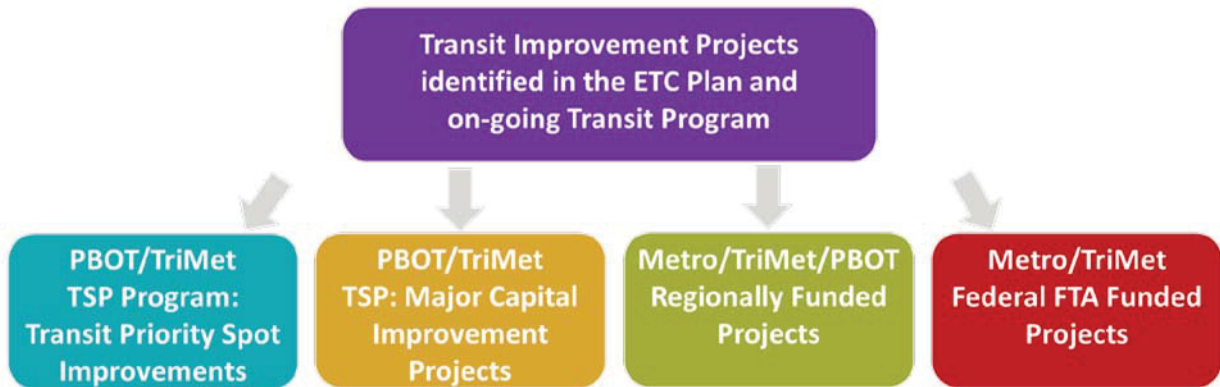 Transit Improvement Projects
identified in the ETC Plan and
on-going Transit Program
PBOT/TriMet
TSP Program:
Transit Priority Spot
Improvements
PBOT/TriMet
TSP: Major Capital
Improvement
Projects
Metro/TriMet/PBOT
Regionally Funded
Projects
Metro/TriMet
Federal FTA Funded
Projects